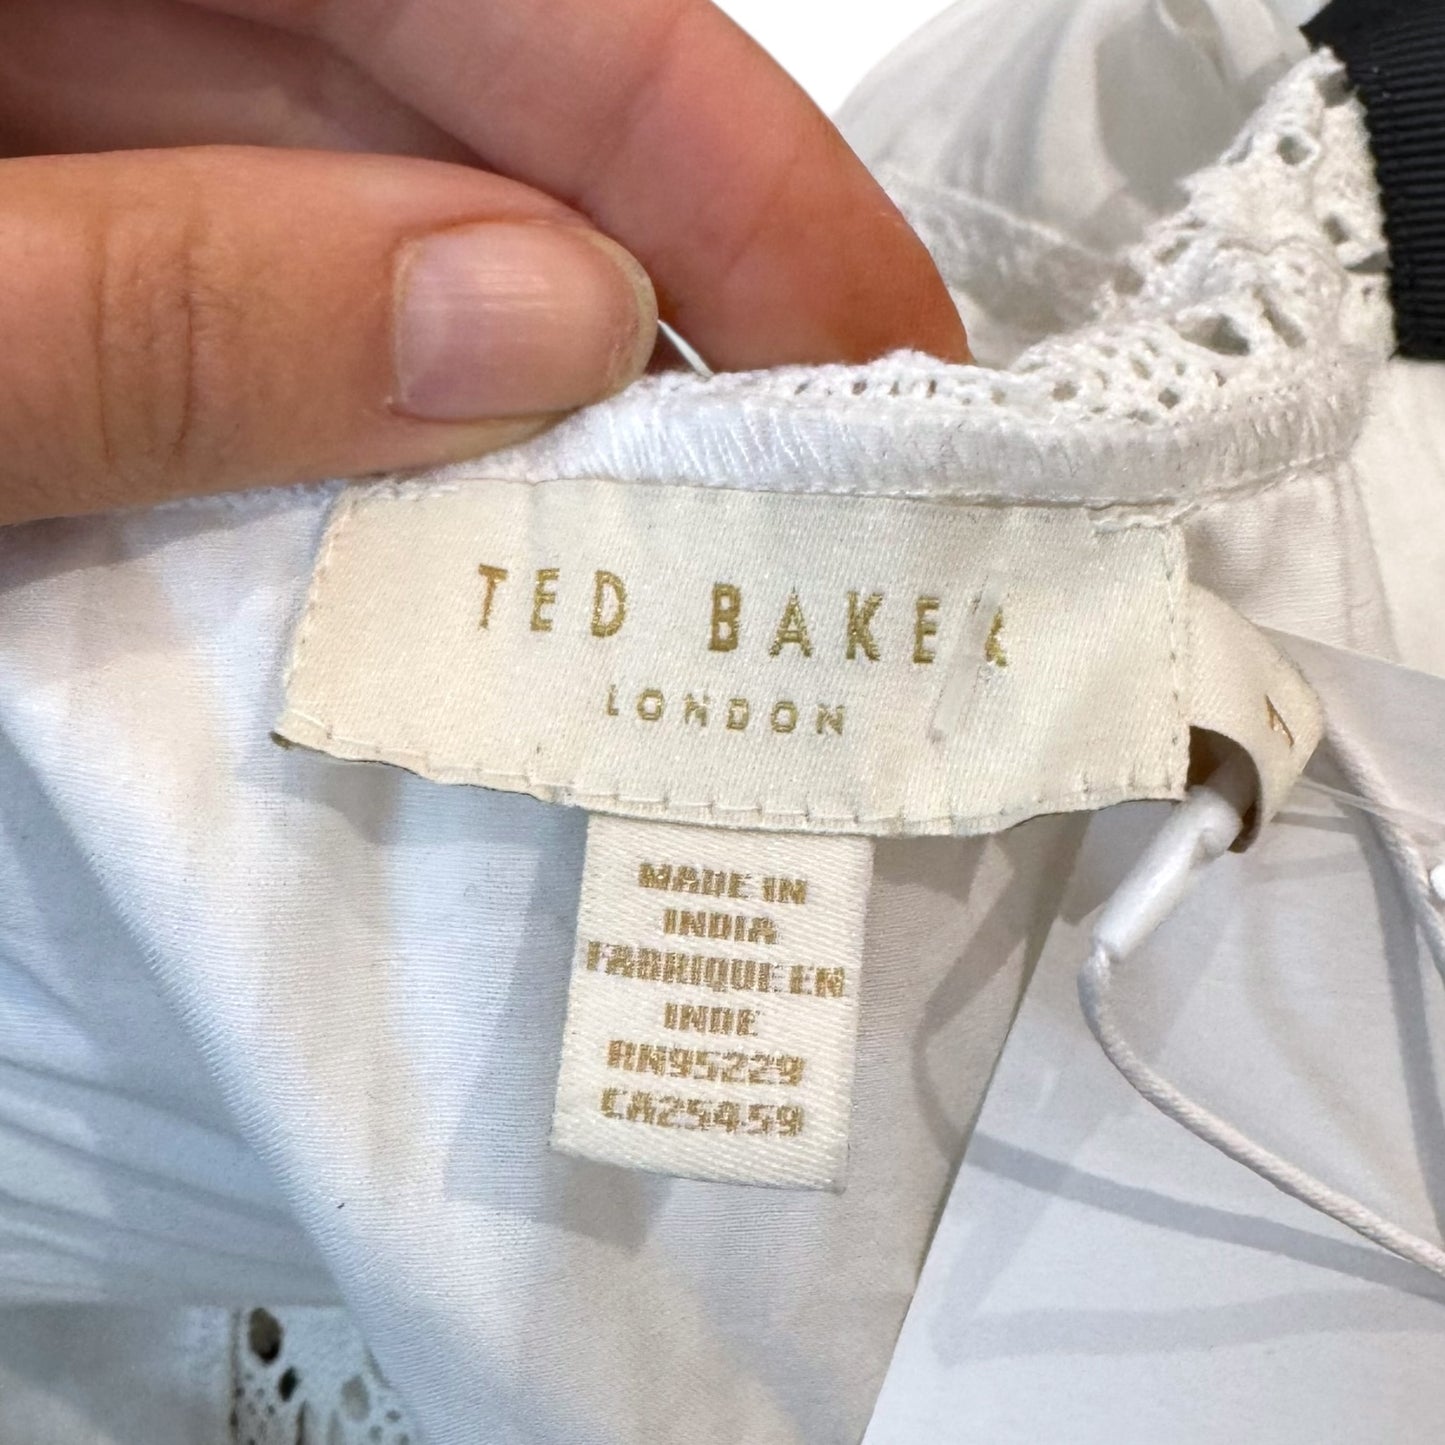 TED BAKER
LONDON
MADE IN
INDIA
FABRIQUE EN
INDE
RN95229
CA25459